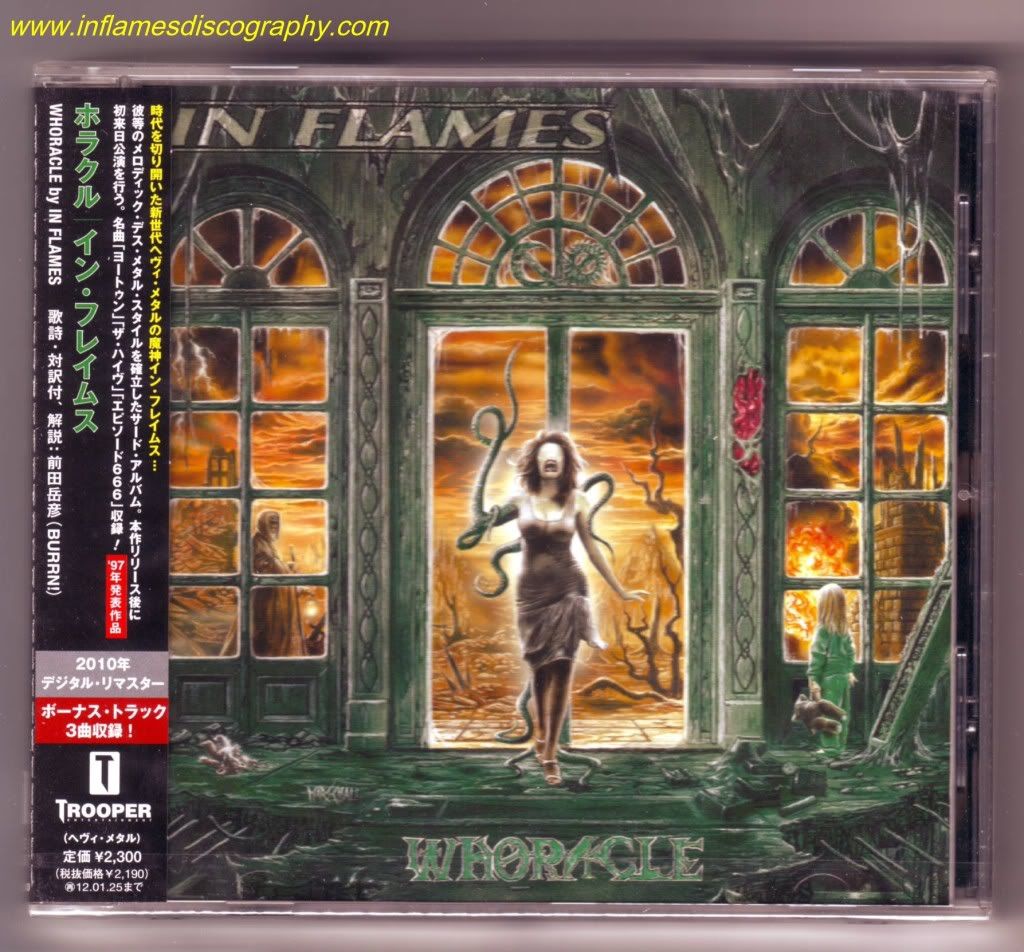 www.inflamesdiscography.com
IN FLAMES
時代を切り開いた新世代ヘヴィ・メタルの魔神イン・フレイムス…
彼等のメロディック・デス・メタル・スタイルを確立したサード・アルバム。本作リリース後に
初来日公演を行う。名曲「ヨートゥン」「ザ・ハイヴ」「エピソード666」収録！
'97年発表作品
ホラクル｜イン・フレイムス
WHORACLE by IN FLAMES 歌詩・対訳付、解説：前田岳彦（BURRN!）
2010年
デジタル・リマスター
ボーナス・トラック
3曲収録！
T
TROOPER
ENTERTAINMENT
（ヘヴィ・メタル）
定価 ¥2,300
（税抜価格 ¥2,190）
12.01.25まで
WHORACLE